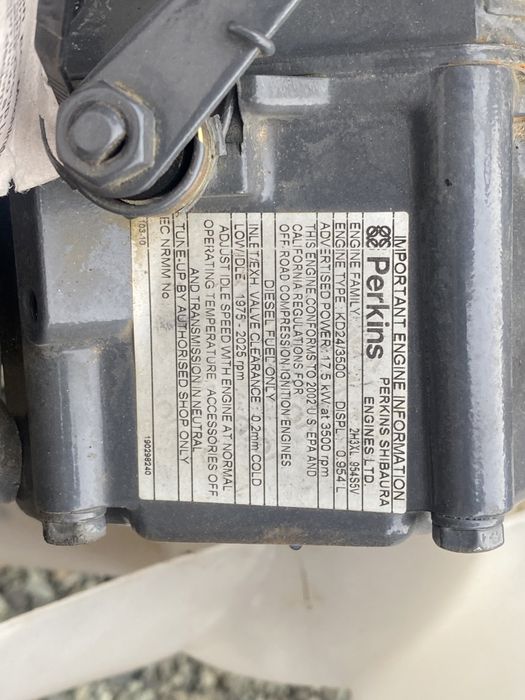 IMPORTANT ENGINE INFORMATION
Perkins
PERKINS SHIBAURA
ENGINES LTD.
ENGINE FAMILY: 2H3XL .954S5V
ENGINE TYPE: KD24/3500 DISPL: 0.954 L
ADVERTISED POWER: 17.5 kW at 3500 rpm
THIS ENGINE CONFORMS TO 2002 U.S. EPA AND
CALIFORNIA REGULATIONS FOR
OFF-ROAD COMPRESSION IGNITION ENGINES
DIESEL FUEL ONLY
INLET/EXH. VALVE CLEARANCE 0.2mm COLD
LOW IDLE 1975 - 2025 rpm
ADJUST IDLE SPEED WITH ENGINE AT NORMAL
OPERATING TEMPERATURE ACCESSORIES OFF
AND TRANSMISSION IN NEUTRAL
TUNE-UP BY AUTHORISED SHOP ONLY
EC NRMM No.
T03-10 190298240